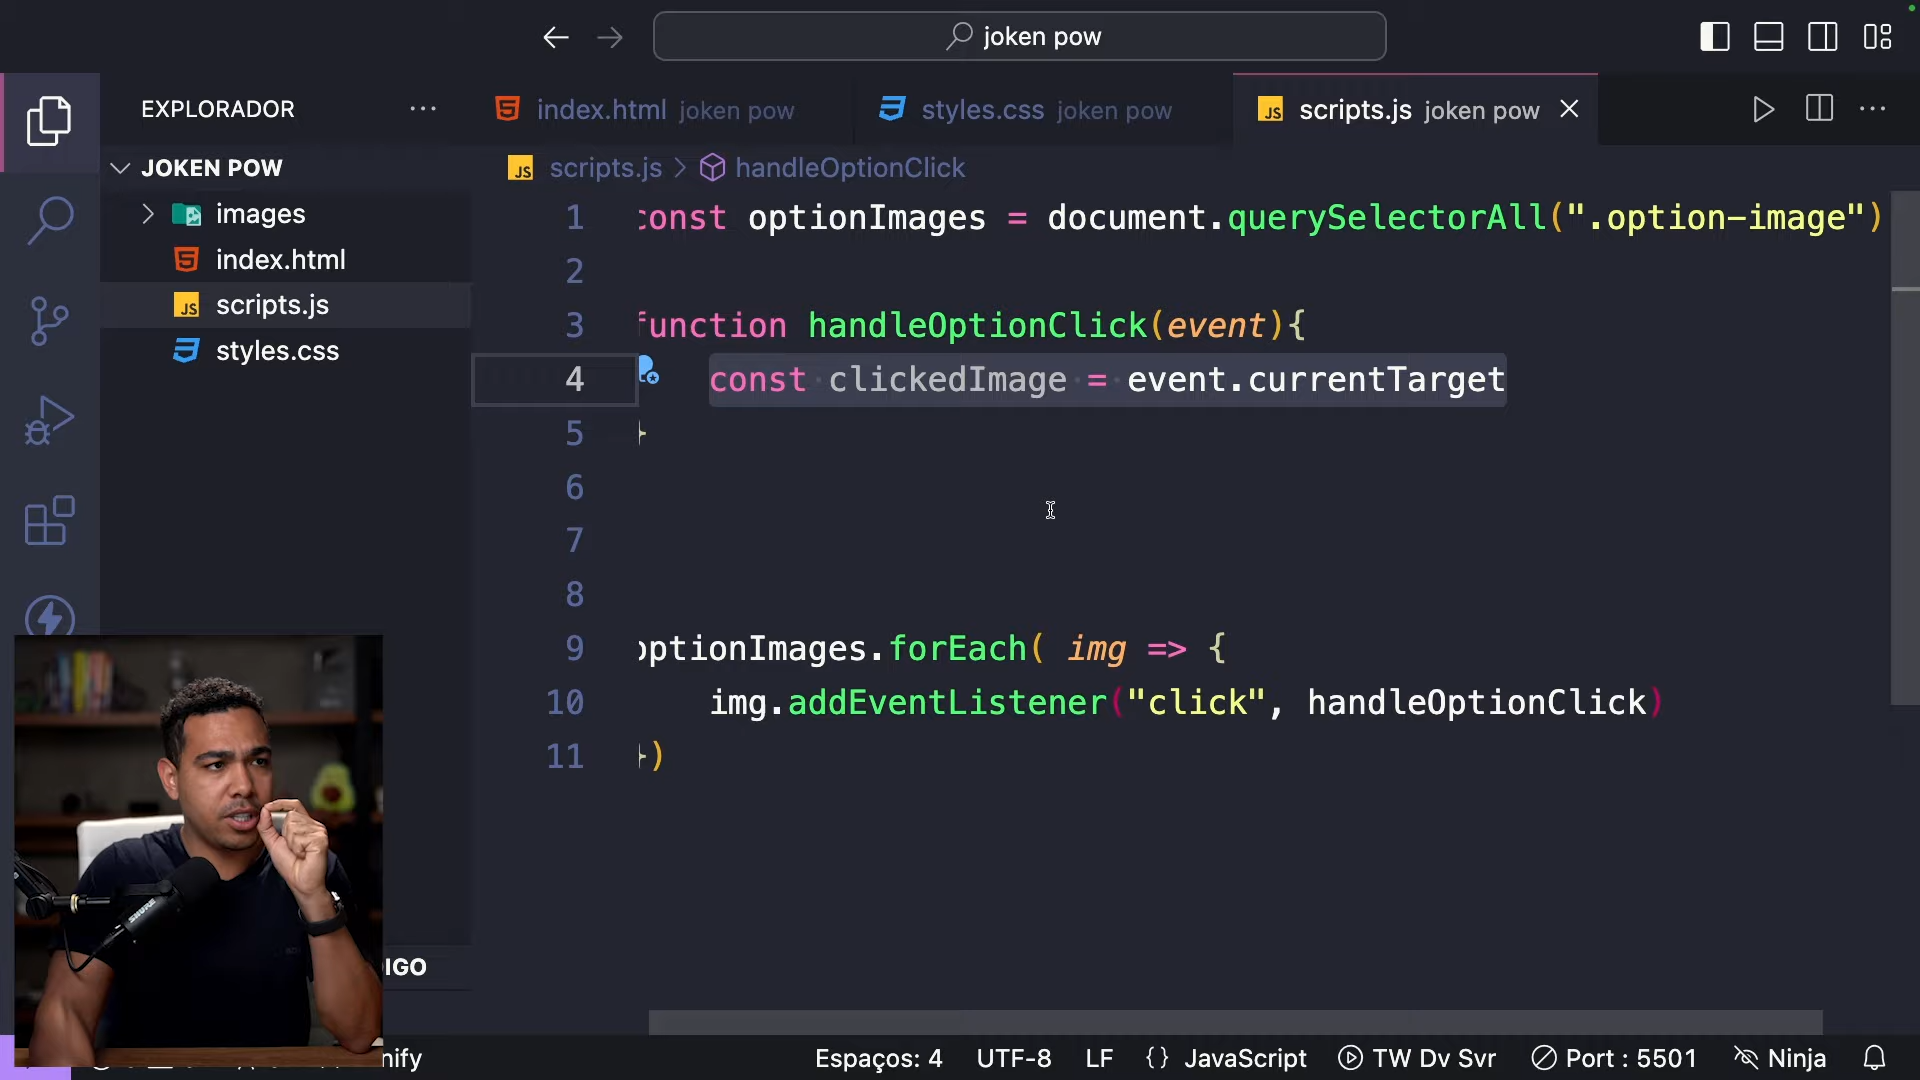 joken pow
EXPLORADOR
index.html joken pow
styles.css joken pow
scripts.js joken pow
JOKEN POW
scripts.js > handleOptionClick
images
index.html
scripts.js
styles.css
1 const optionImages = document.querySelectorAll(".option-image")
2
3 function handleOptionClick(event){
4 const clickedImage = event.currentTarget
5 }
6
7
8
9 optionImages.forEach( img => {
10 img.addEventListener("click", handleOptionClick)
11 })
SHURE
IGO
nify
Espaços: 4 UTF-8 LF {} JavaScript TW Dv Svr Port : 5501 Ninja